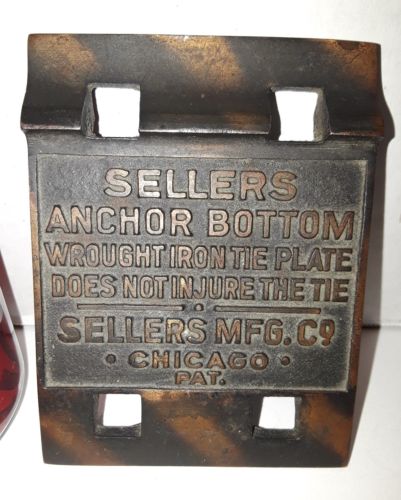 SELLERS
ANCHOR BOTTOM
WROUGHT IRON TIE PLATE
DOES NOT INJURE THE TIE
SELLERS MFG. CO.
• CHICAGO •
PAT.